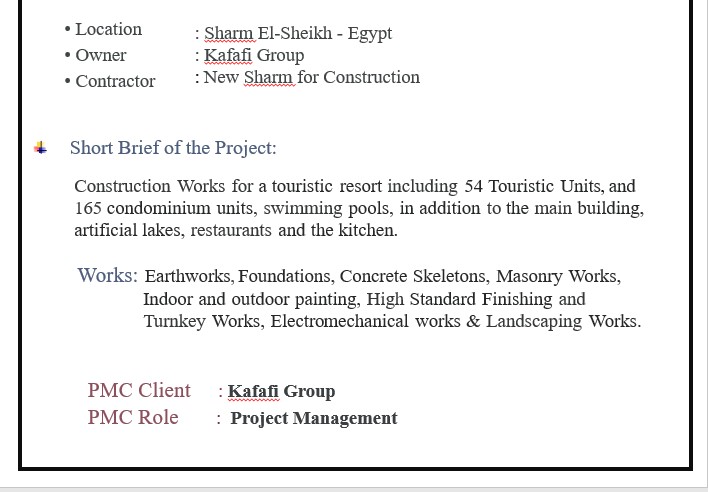 • Location : Sharm El-Sheikh - Egypt
• Owner : Kafafi Group
• Contractor : New Sharm for Construction
Short Brief of the Project:
Construction Works for a touristic resort including 54 Touristic Units, and
165 condominium units, swimming pools, in addition to the main building,
artificial lakes, restaurants and the kitchen.
Works: Earthworks, Foundations, Concrete Skeletons, Masonry Works,
Indoor and outdoor painting, High Standard Finishing and
Turnkey Works, Electromechanical works & Landscaping Works.
PMC Client : Kafafi Group
PMC Role : Project Management